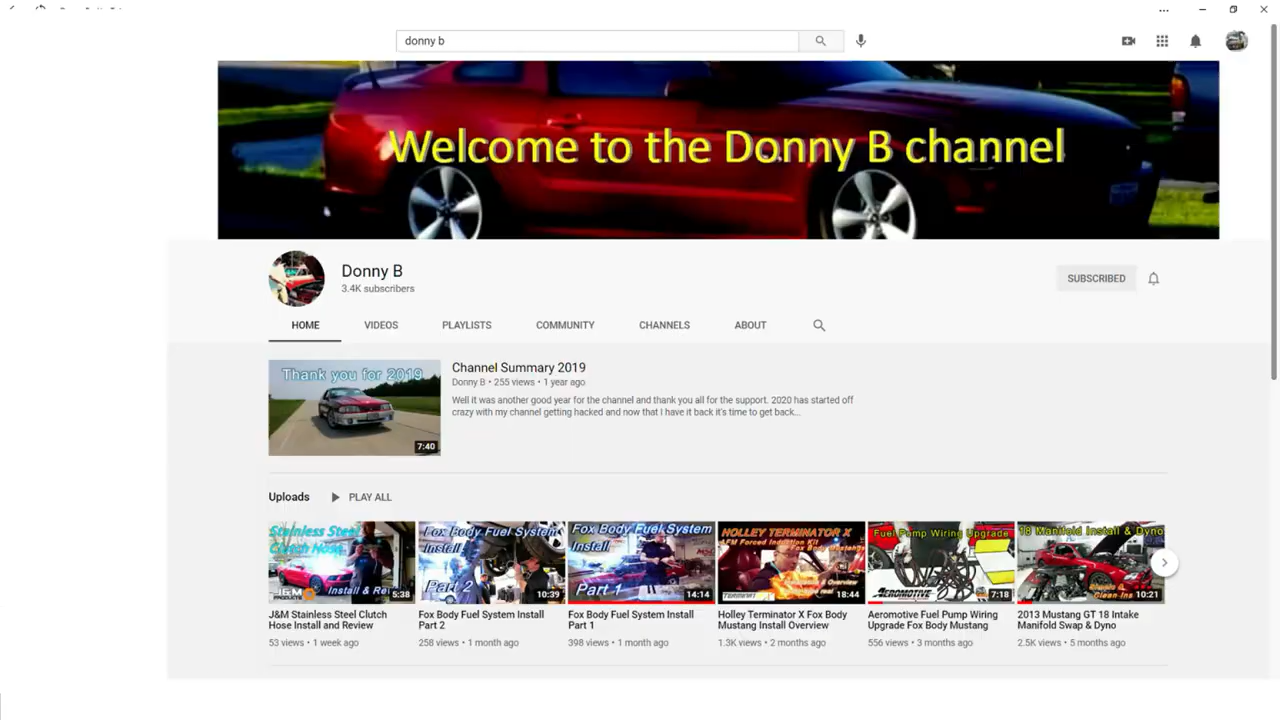 donny b
Welcome to the Donny B channel
Donny B
3.4K subscribers
SUBSCRIBED
HOME
VIDEOS
PLAYLISTS
COMMUNITY
CHANNELS
ABOUT
Thank you for 2019
7:40
Channel Summary 2019
Donny B • 255 views • 1 year ago
Well it was another good year for the channel and thank you all for the support. 2020 has started off
crazy with my channel getting hacked and now that I have it back it's time to get back...
Uploads
PLAY ALL
Stainless Steel
Clutch Hose
Install & Re
J&M
5:38
J&M Stainless Steel Clutch
Hose Install and Review
53 views • 1 week ago
Fox Body Fuel System
Install
Part 2
10:39
Fox Body Fuel System Install
Part 2
258 views • 1 month ago
Fox Body Fuel System
Install
Part 1
14:14
Fox Body Fuel System Install
Part 1
398 views • 1 month ago
HOLLEY TERMINATOR X
Forced Induction Kit
Fox Body Mustang
18:44
Holley Terminator X Fox Body
Mustang Install Overview
1.3K views • 2 months ago
Fuel Pump Wiring Upgrade
AEROMOTIVE
7:18
Aeromotive Fuel Pump Wiring
Upgrade Fox Body Mustang
556 views • 3 months ago
18 Manifold Install & Dyno
10:21
2013 Mustang GT 18 Intake
Manifold Swap & Dyno
2.5K views • 5 months ago